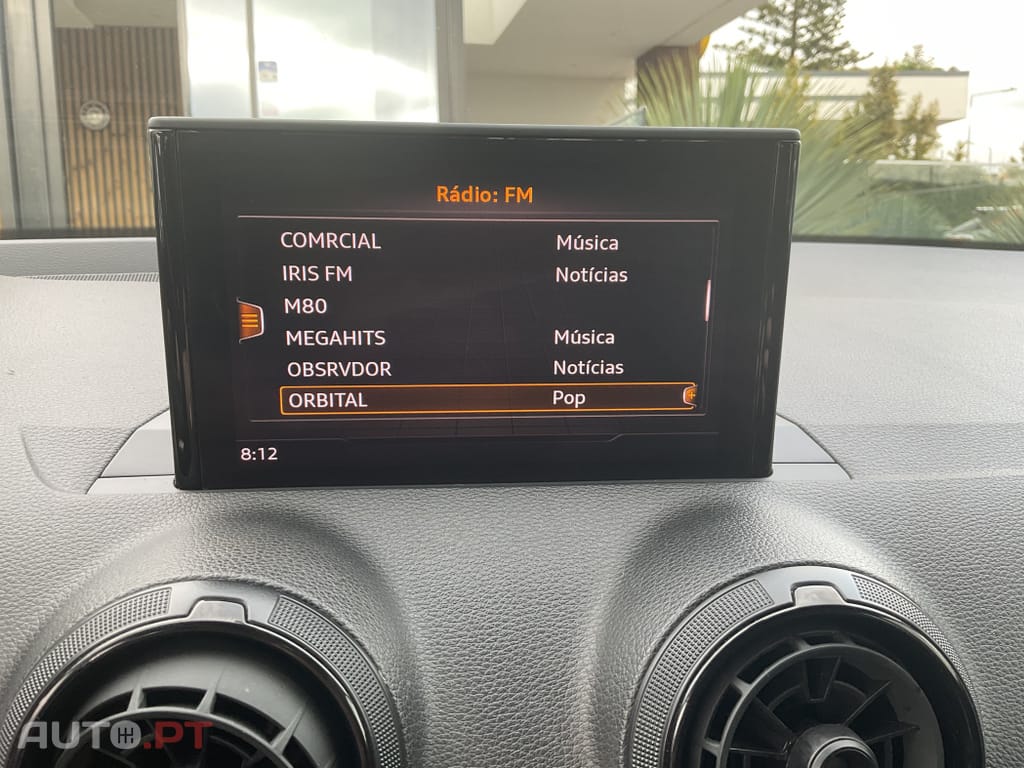 Rádio: FM
COMRCIAL Música
IRIS FM Notícias
M80
MEGAHITS Música
OBSRVDOR Notícias
ORBITAL Pop
8:12
AUTO.PT